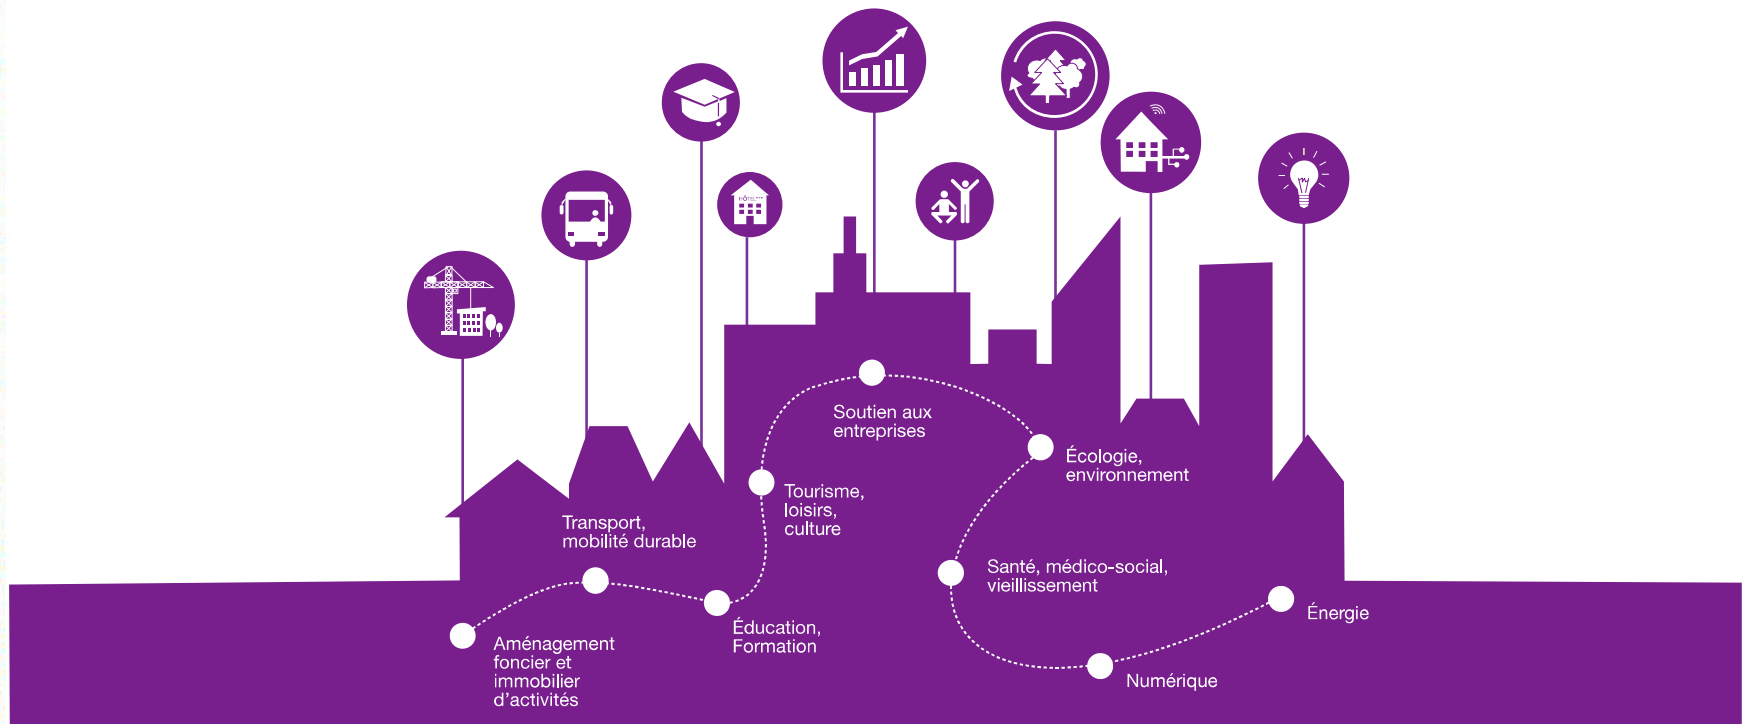 HÔTEL***
Soutien aux
entreprises
Écologie,
environnement
Tourisme,
loisirs,
culture
Transport,
mobilité durable
Santé, médico-social,
vieillissement
Énergie
Éducation,
Formation
Aménagement
foncier et
immobilier
d’activités
Numérique